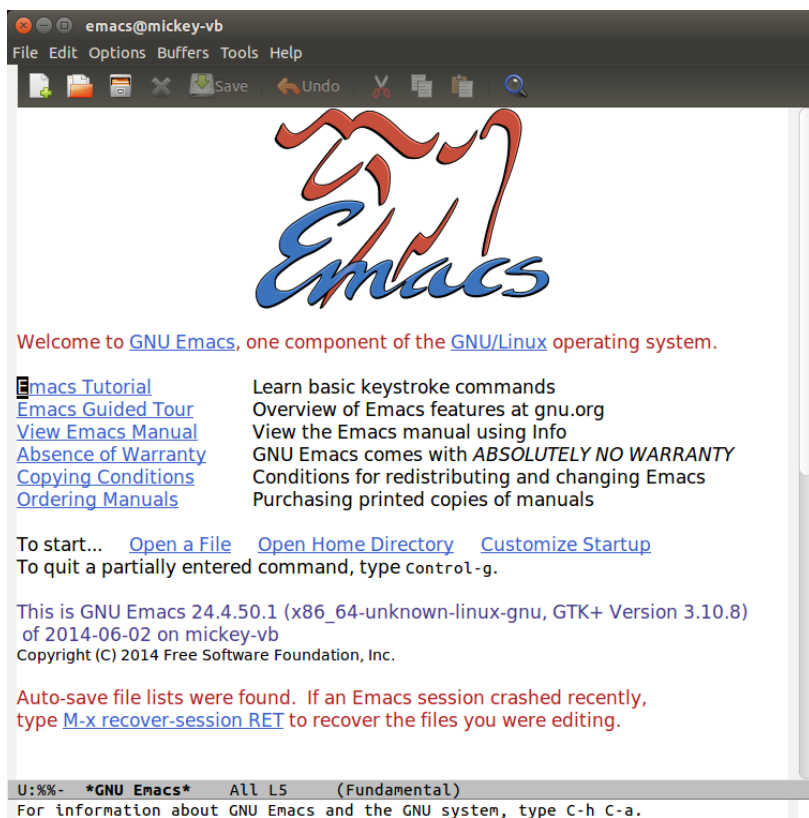 emacs@mickey-vb
File Edit Options Buffers Tools Help
Save Undo
Emacs
Welcome to GNU Emacs, one component of the GNU/Linux operating system.
Emacs Tutorial Learn basic keystroke commands
Emacs Guided Tour Overview of Emacs features at gnu.org
View Emacs Manual View the Emacs manual using Info
Absence of Warranty GNU Emacs comes with ABSOLUTELY NO WARRANTY
Copying Conditions Conditions for redistributing and changing Emacs
Ordering Manuals Purchasing printed copies of manuals
To start... Open a File Open Home Directory Customize Startup
To quit a partially entered command, type Control-g.
This is GNU Emacs 24.4.50.1 (x86_64-unknown-linux-gnu, GTK+ Version 3.10.8)
of 2014-06-02 on mickey-vb
Copyright (C) 2014 Free Software Foundation, Inc.
Auto-save file lists were found. If an Emacs session crashed recently,
type M-x recover-session RET to recover the files you were editing.
U:%%- *GNU Emacs* All L5 (Fundamental)
For information about GNU Emacs and the GNU system, type C-h C-a.